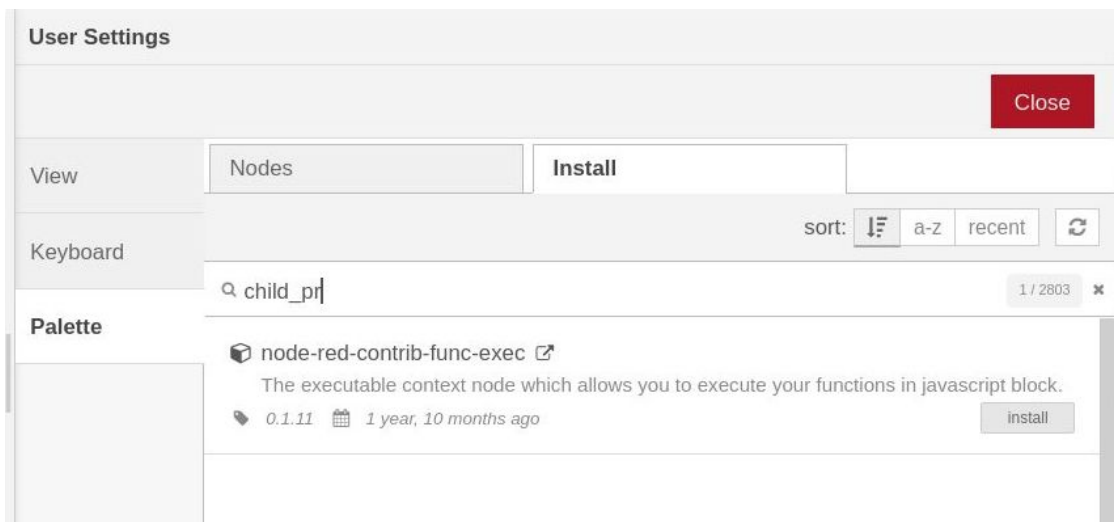 User Settings
Close
View
Nodes
Install
sort: a-z recent
Keyboard
child_pr
1 / 2803
Palette
node-red-contrib-func-exec
The executable context node which allows you to execute your functions in javascript block.
0.1.11 1 year, 10 months ago
install